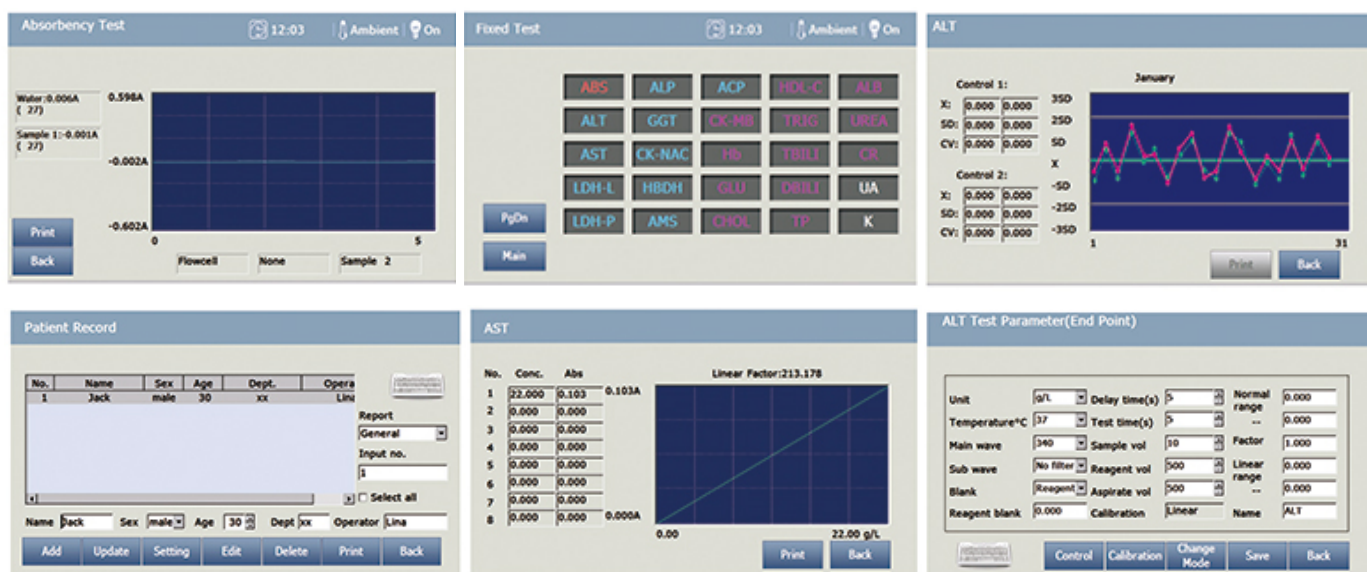 Absorbency Test 12:03 Ambient On
Water:0.006A
( 27)
0.598A
Sample 1:-0.001A
( 27)
-0.002A
-0.602A
0 5
Print
Back
Flowcell None Sample 2
Fixed Test 12:03 Ambient On
ABS ALP ACP HDL-C ALB
ALT GGT CK-MB TRIG UREA
AST CK-NAC Hb TBILI CR
LDH-L HBDH GLU DBILI UA
LDH-P AMS CHOL TP K
PgDn
Main
ALT
Control 1:
X: 0.000 0.000
SD: 0.000 0.000
CV: 0.000 0.000
Control 2:
X: 0.000 0.000
SD: 0.000 0.000
CV: 0.000 0.000
January
3SD
2SD
SD
X
-SD
-2SD
-3SD
1 31
Print Back
Patient Record
No. Name Sex Age Dept. Opera
1 Jack male 30 xx Lina
Report
General
Input no.
1
Select all
Name Jack Sex male Age 30 Dept xx Operator Lina
Add Update Setting Edit Delete Print Back
AST
No. Conc. Abs Linear Factor:213.178
1 22.000 0.103 0.103A
2 0.000 0.000
3 0.000 0.000
4 0.000 0.000
5 0.000 0.000
6 0.000 0.000
7 0.000 0.000
8 0.000 0.000 0.000A
0.00 22.00 g/L
Print Back
ALT Test Parameter(End Point)
Unit g/L Delay time(s) 5 Normal range 0.000
Temperature°C 37 Test time(s) 5 -- 0.000
Main wave 340 Sample vol 10 Factor 1.000
Sub wave No filter Reagent vol 500 Linear range 0.000
Blank Reagent Aspirate vol 500 -- 0.000
Reagent blank 0.000 Calibration Linear Name ALT
Control Calibration Change Mode Save Back